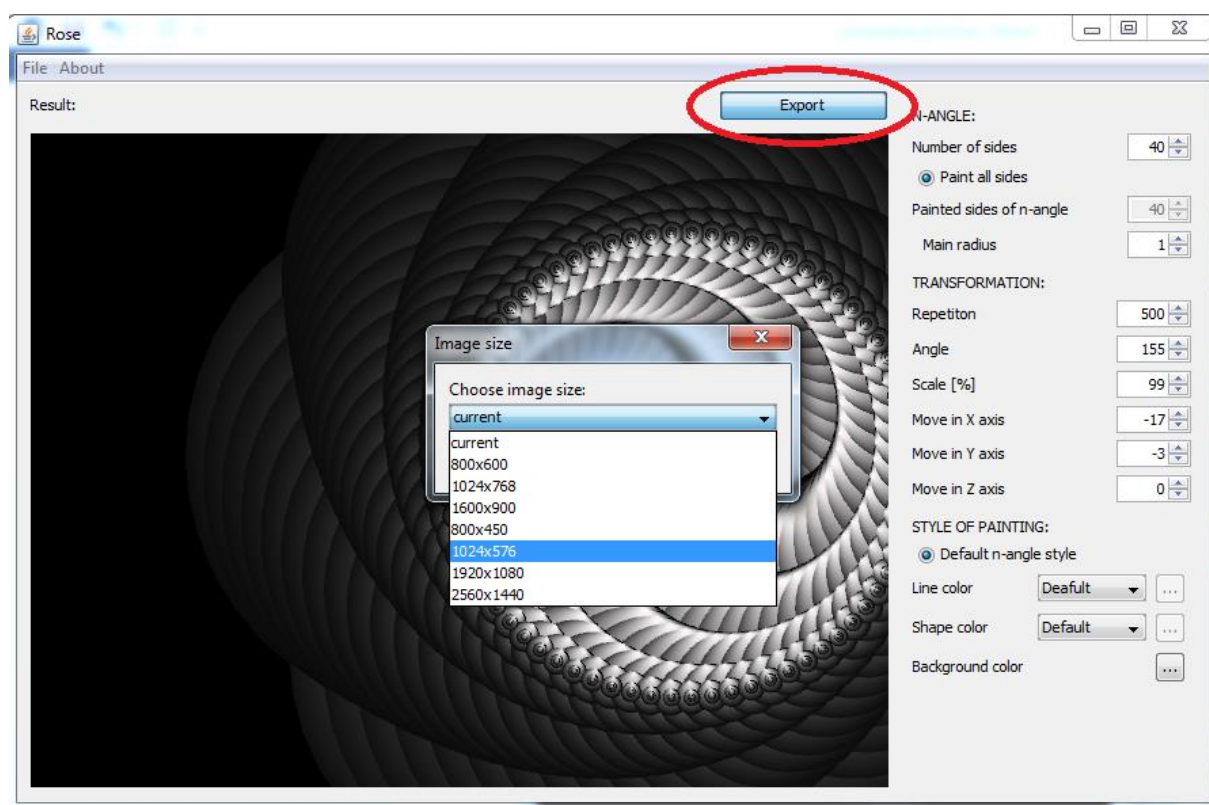 Rose
File About
Result:
Export
N-ANGLE:
Number of sides 40
Paint all sides
Painted sides of n-angle 40
Main radius 1
TRANSFORMATION:
Repetiton 500
Angle 155
Scale [%] 99
Move in X axis -17
Move in Y axis -3
Move in Z axis 0
STYLE OF PAINTING:
Default n-angle style
Line color Deafult ...
Shape color Default ...
Background color ...
Image size
Choose image size:
current
current
800x600
1024x768
1600x900
800x450
1024x576
1920x1080
2560x1440